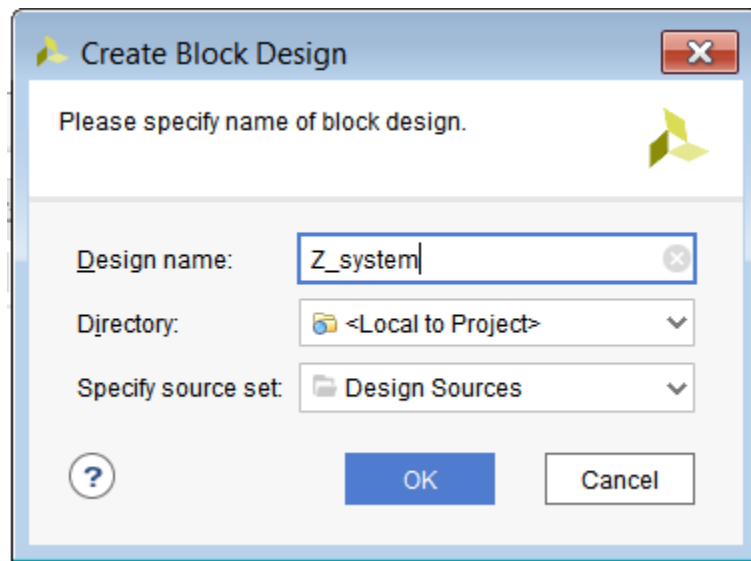 Create Block Design
Please specify name of block design.
Design name: Z_system
Directory: <Local to Project>
Specify source set: Design Sources
? OK Cancel